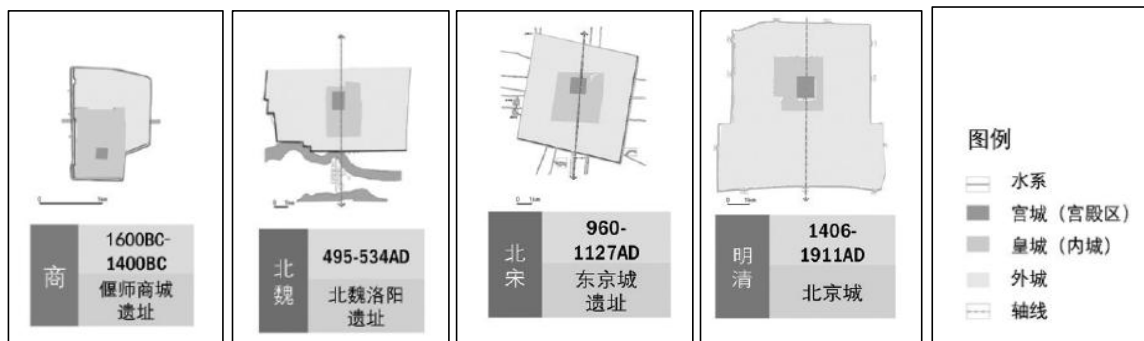 商
1600BC-
1400BC
偃师商城
遗址
北
魏
495-534AD
北魏洛阳
遗址
北
宋
960-
1127AD
东京城
遗址
明
清
1406-
1911AD
北京城
图例
水系
宫城（宫殿区）
皇城（内城）
外城
轴线